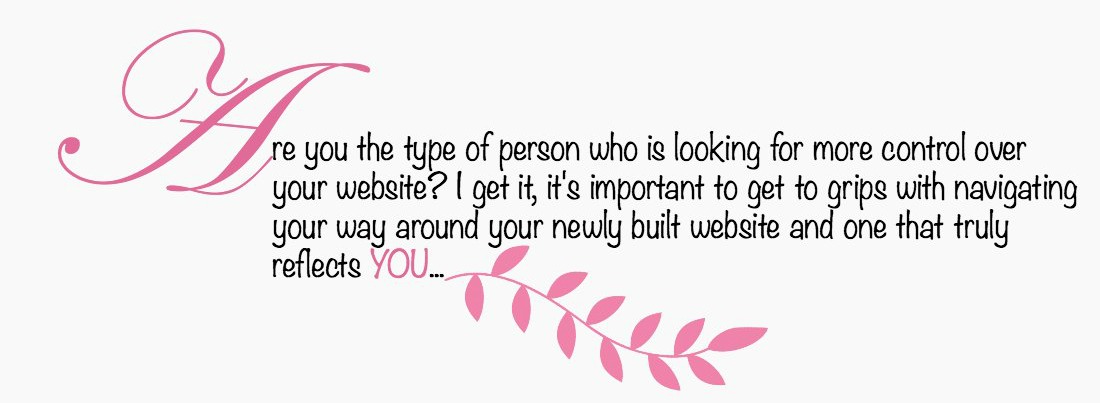 Are you the type of person who is looking for more control over
your website? I get it, it's important to get to grips with navigating
your way around your newly built website and one that truly
reflects YOU...